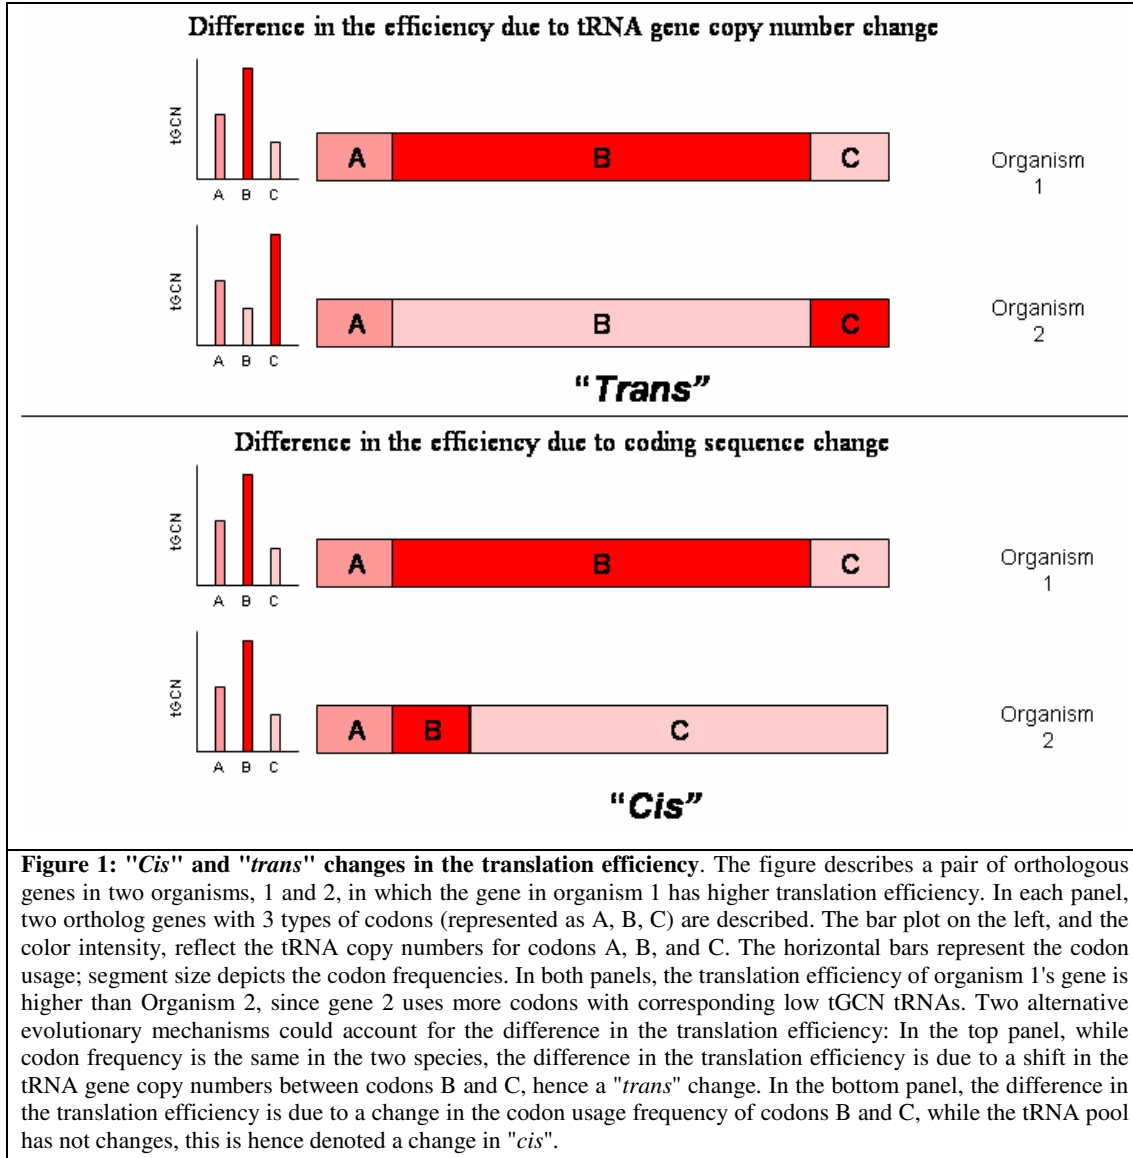 Difference in the efficiency due to tRNA gene copy number change
tGCN
A B C
A B C
Organism
1
tGCN
A B C
A B C
Organism
2
“Trans”
Difference in the efficiency due to coding sequence change
tGCN
A B C
A B C
Organism
1
tGCN
A B C
A B C
Organism
2
“Cis”
Figure 1: "Cis" and "trans" changes in the translation efficiency. The figure describes a pair of orthologous
genes in two organisms, 1 and 2, in which the gene in organism 1 has higher translation efficiency. In each panel,
two ortholog genes with 3 types of codons (represented as A, B, C) are described. The bar plot on the left, and the
color intensity, reflect the tRNA copy numbers for codons A, B, and C. The horizontal bars represent the codon
usage; segment size depicts the codon frequencies. In both panels, the translation efficiency of organism 1's gene is
higher than Organism 2, since gene 2 uses more codons with corresponding low tGCN tRNAs. Two alternative
evolutionary mechanisms could account for the difference in the translation efficiency: In the top panel, while
codon frequency is the same in the two species, the difference in the translation efficiency is due to a shift in the
tRNA gene copy numbers between codons B and C, hence a "trans" change. In the bottom panel, the difference in
the translation efficiency is due to a change in the codon usage frequency of codons B and C, while the tRNA pool
has not changes, this is hence denoted a change in "cis".